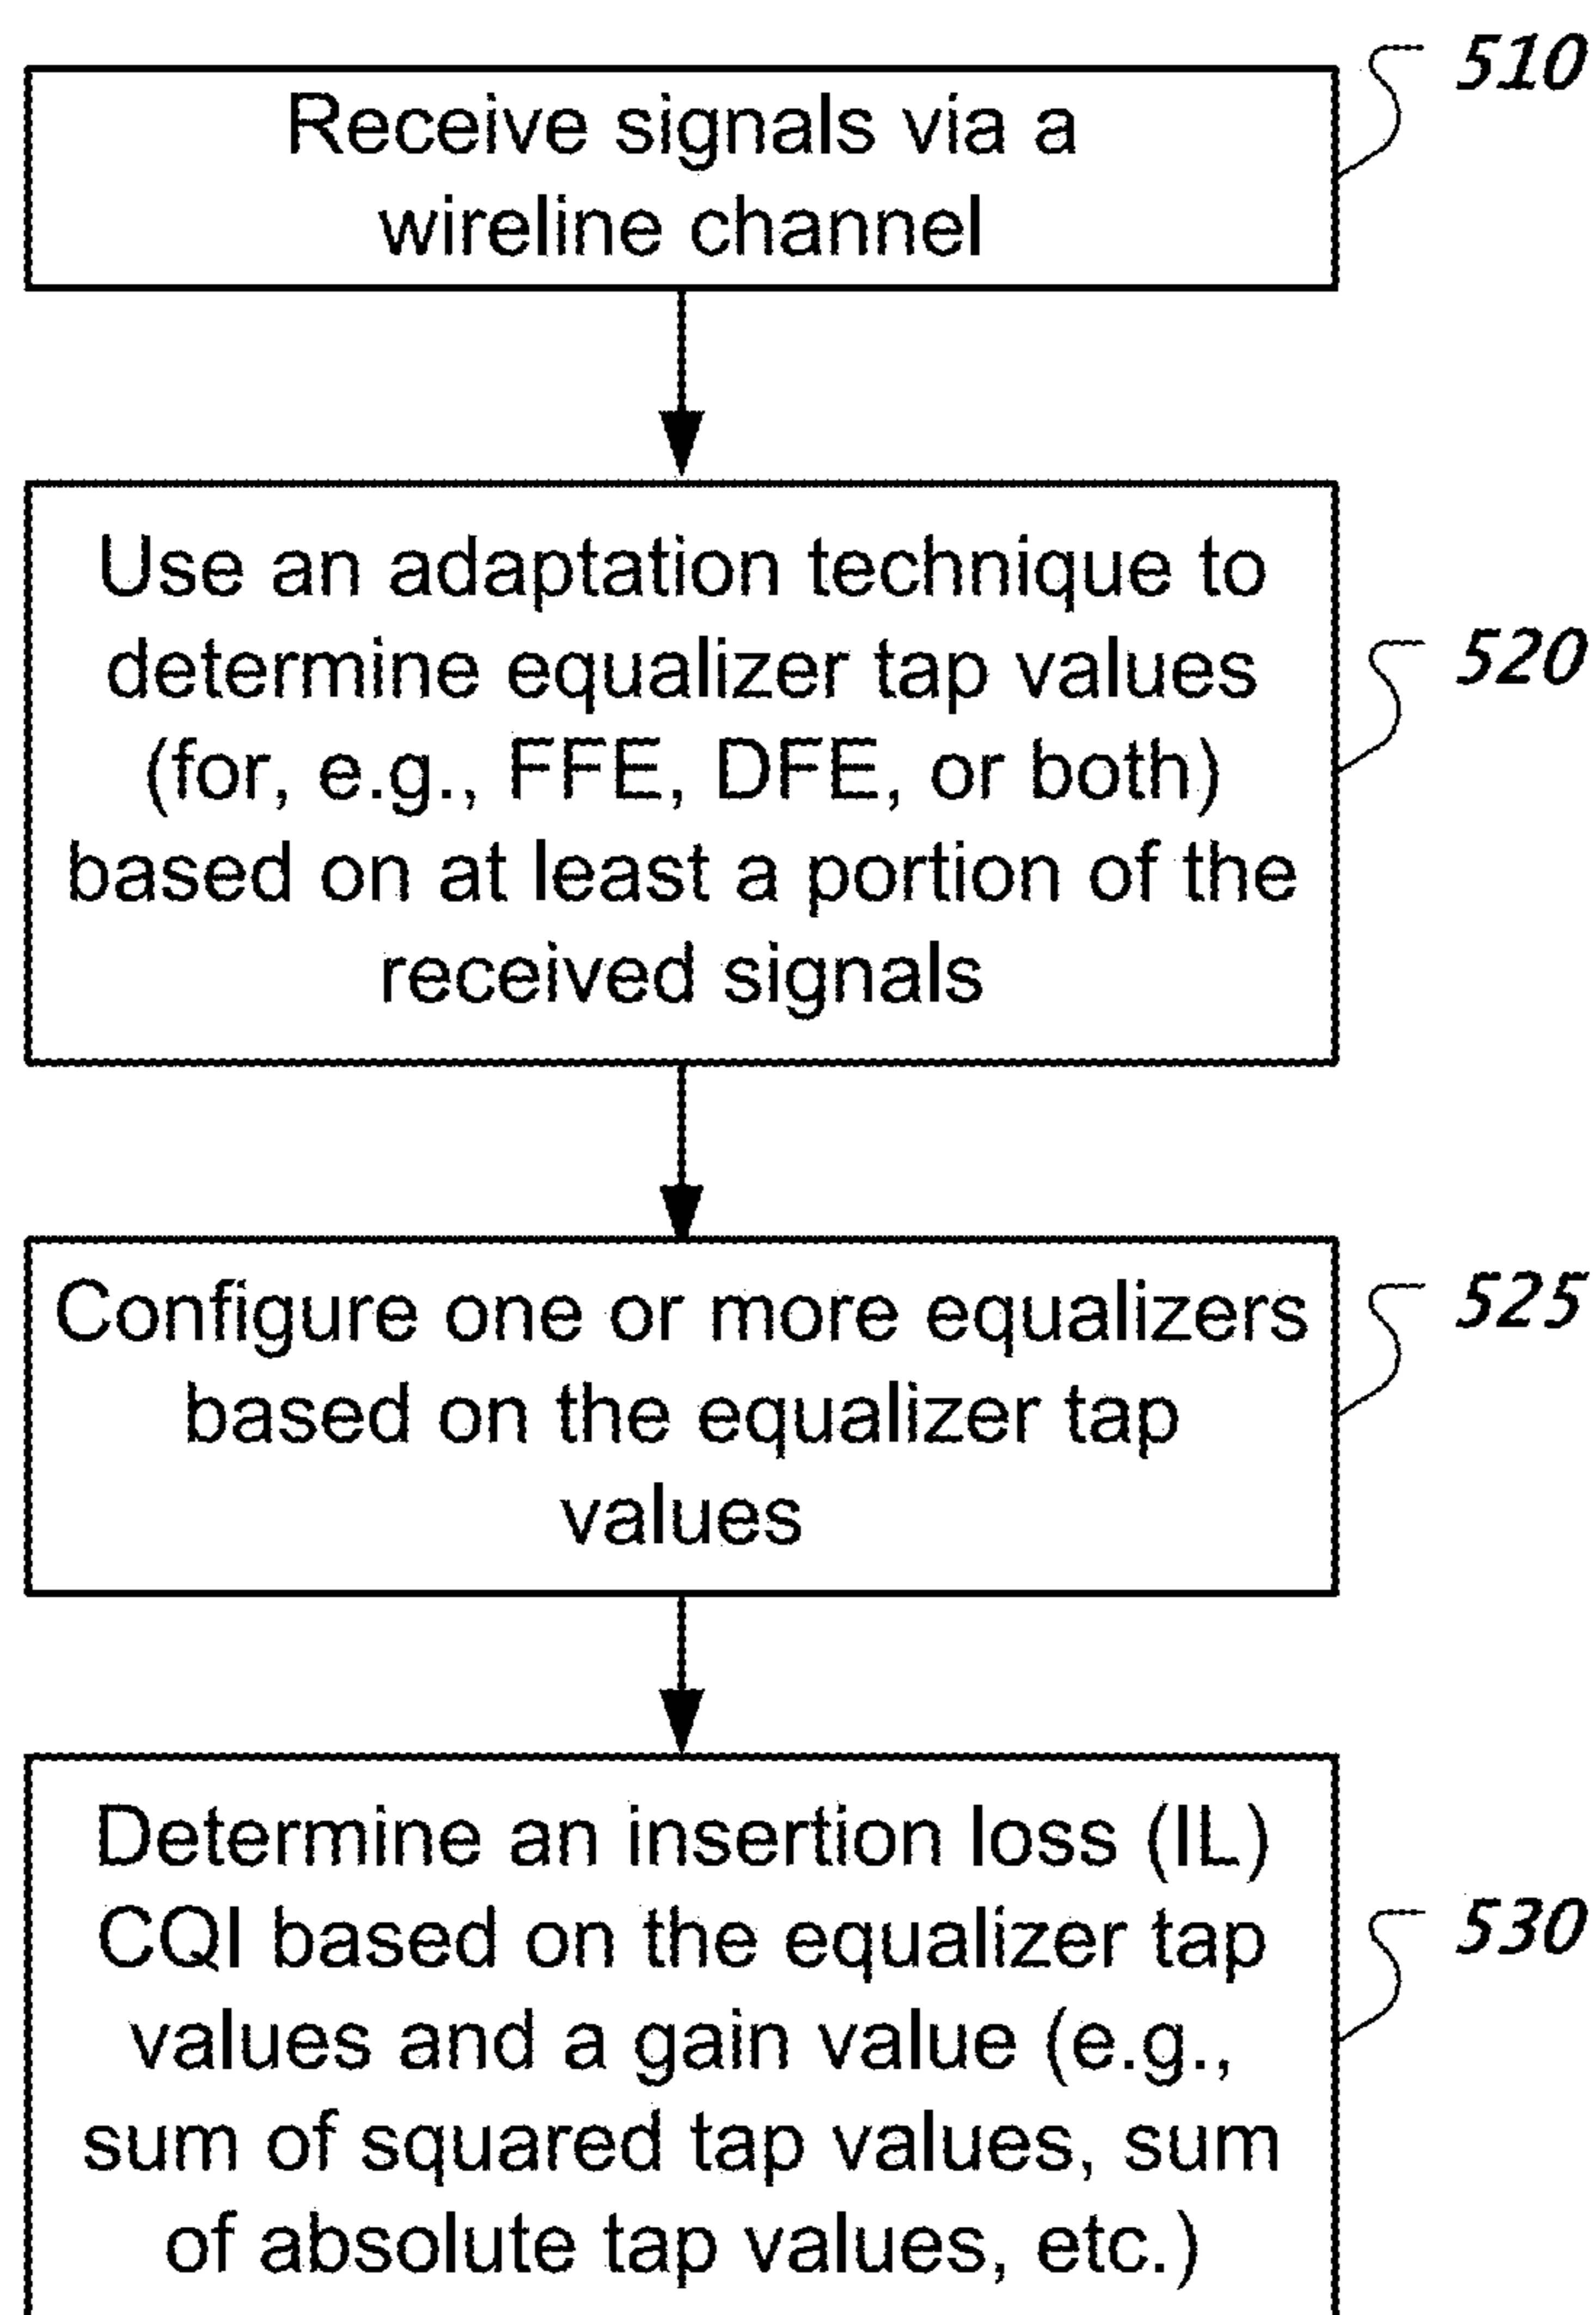 510
Receive signals via a
wireline channel
520
Use an adaptation technique to
determine equalizer tap values
(for, e.g., FFE, DFE, or both)
based on at least a portion of the
received signals
525
Configure one or more equalizers
based on the equalizer tap
values
530
Determine an insertion loss (IL)
CQI based on the equalizer tap
values and a gain value (e.g.,
sum of squared tap values, sum
of absolute tap values, etc.)